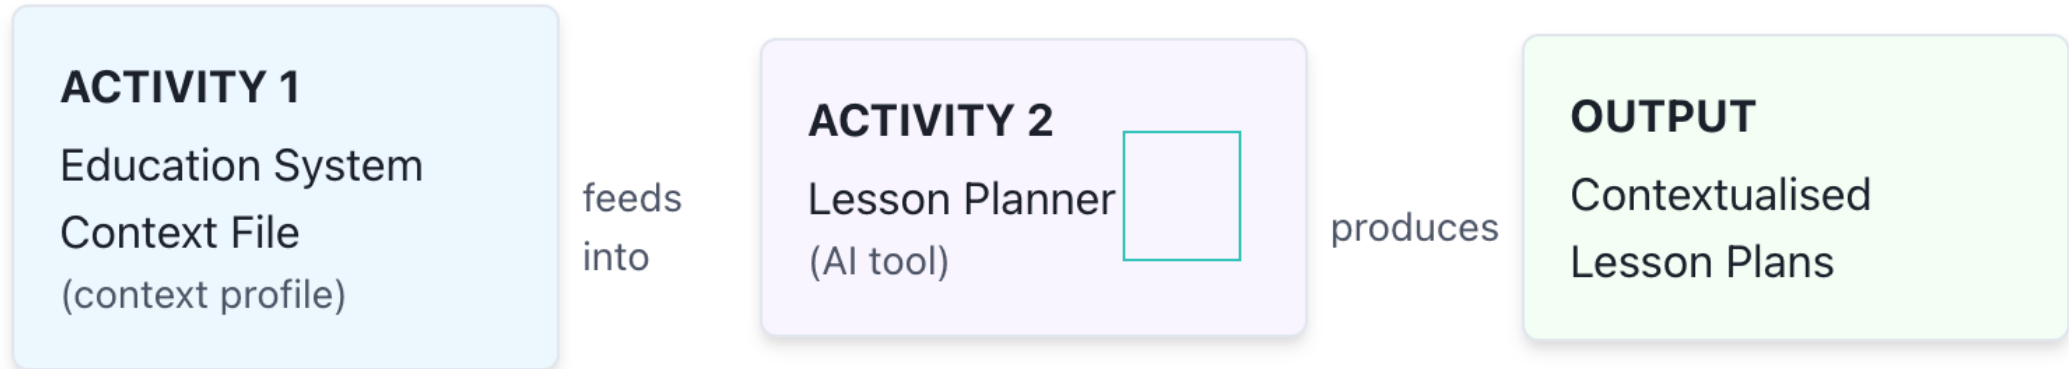 ACTIVITY 1
Education System
Context File
(context profile)
feeds
into
ACTIVITY 2
Lesson Planner
(AI tool)
produces
OUTPUT
Contextualised
Lesson Plans